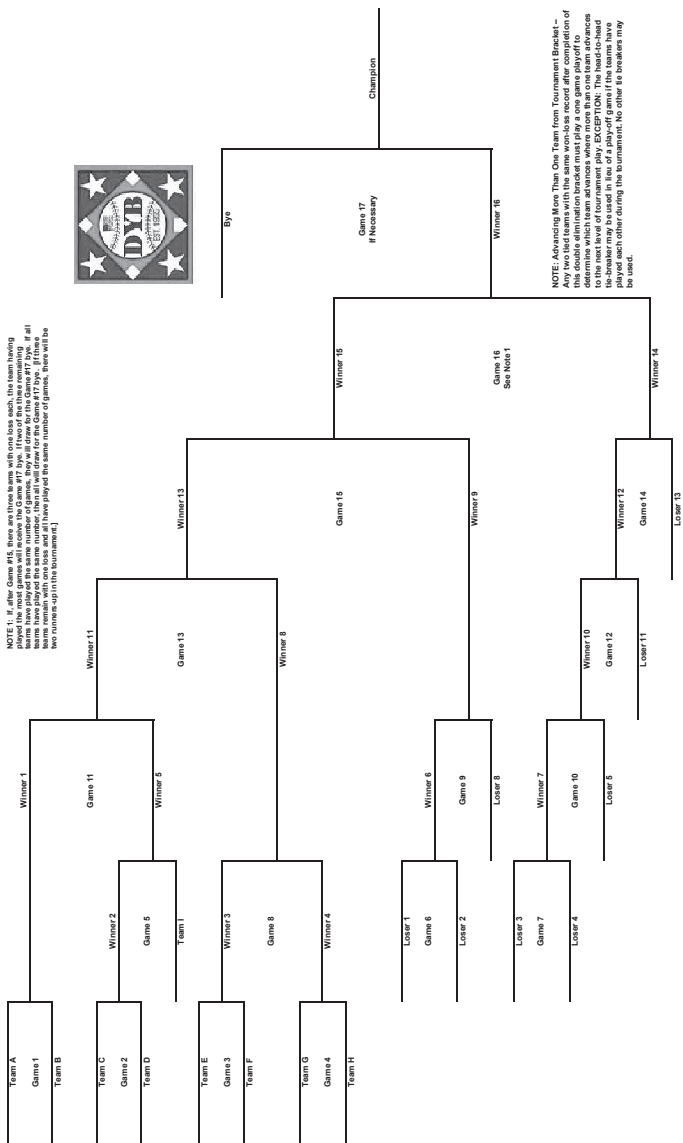 NOTE 1: If, after Game #15, there are three teams with one loss each, the team having
played the most games will receive the Game #17 bye. If two of the three remaining
teams have played the same number of games, they will draw for the Game #17 bye. If all
teams have played the same number, then all will draw for the Game #17 bye. [If three
teams remain with one loss and all have played the same number of games, there will be
two runners-up in the tournament.]
Team A
Game 1
Team B
Team C
Game 2
Team D
Team E
Game 3
Team F
Team G
Game 4
Team H
Winner 2
Game 5
Team I
Winner 3
Game 8
Winner 4
Loser 1
Game 6
Loser 2
Loser 3
Game 7
Loser 4
Winner 1
Game 11
Winner 5
Winner 6
Game 9
Loser 8
Winner 7
Game 10
Loser 5
Winner 11
Game 13
Winner 8
Winner 10
Game 12
Loser 11
Winner 13
Game 15
Winner 9
Winner 12
Game 14
Loser 13
Winner 15
Game 16
See Note 1
Winner 14
DYB
EST.
Bye
Game 17
If Necessary
Winner 16
Champion
NOTE: Advancing More Than One Team from Tournament Bracket –
Any two tied teams with the same won-loss record after completion of
this double elimination bracket must play a one game playoff to
determine which team advances where more than one team advances
to the next level of tournament play. EXCEPTION: The head-to-head
tie-breaker may be used in lieu of a play-off game if the teams have
played each other during the tournament. No other tie breakers may
be used.